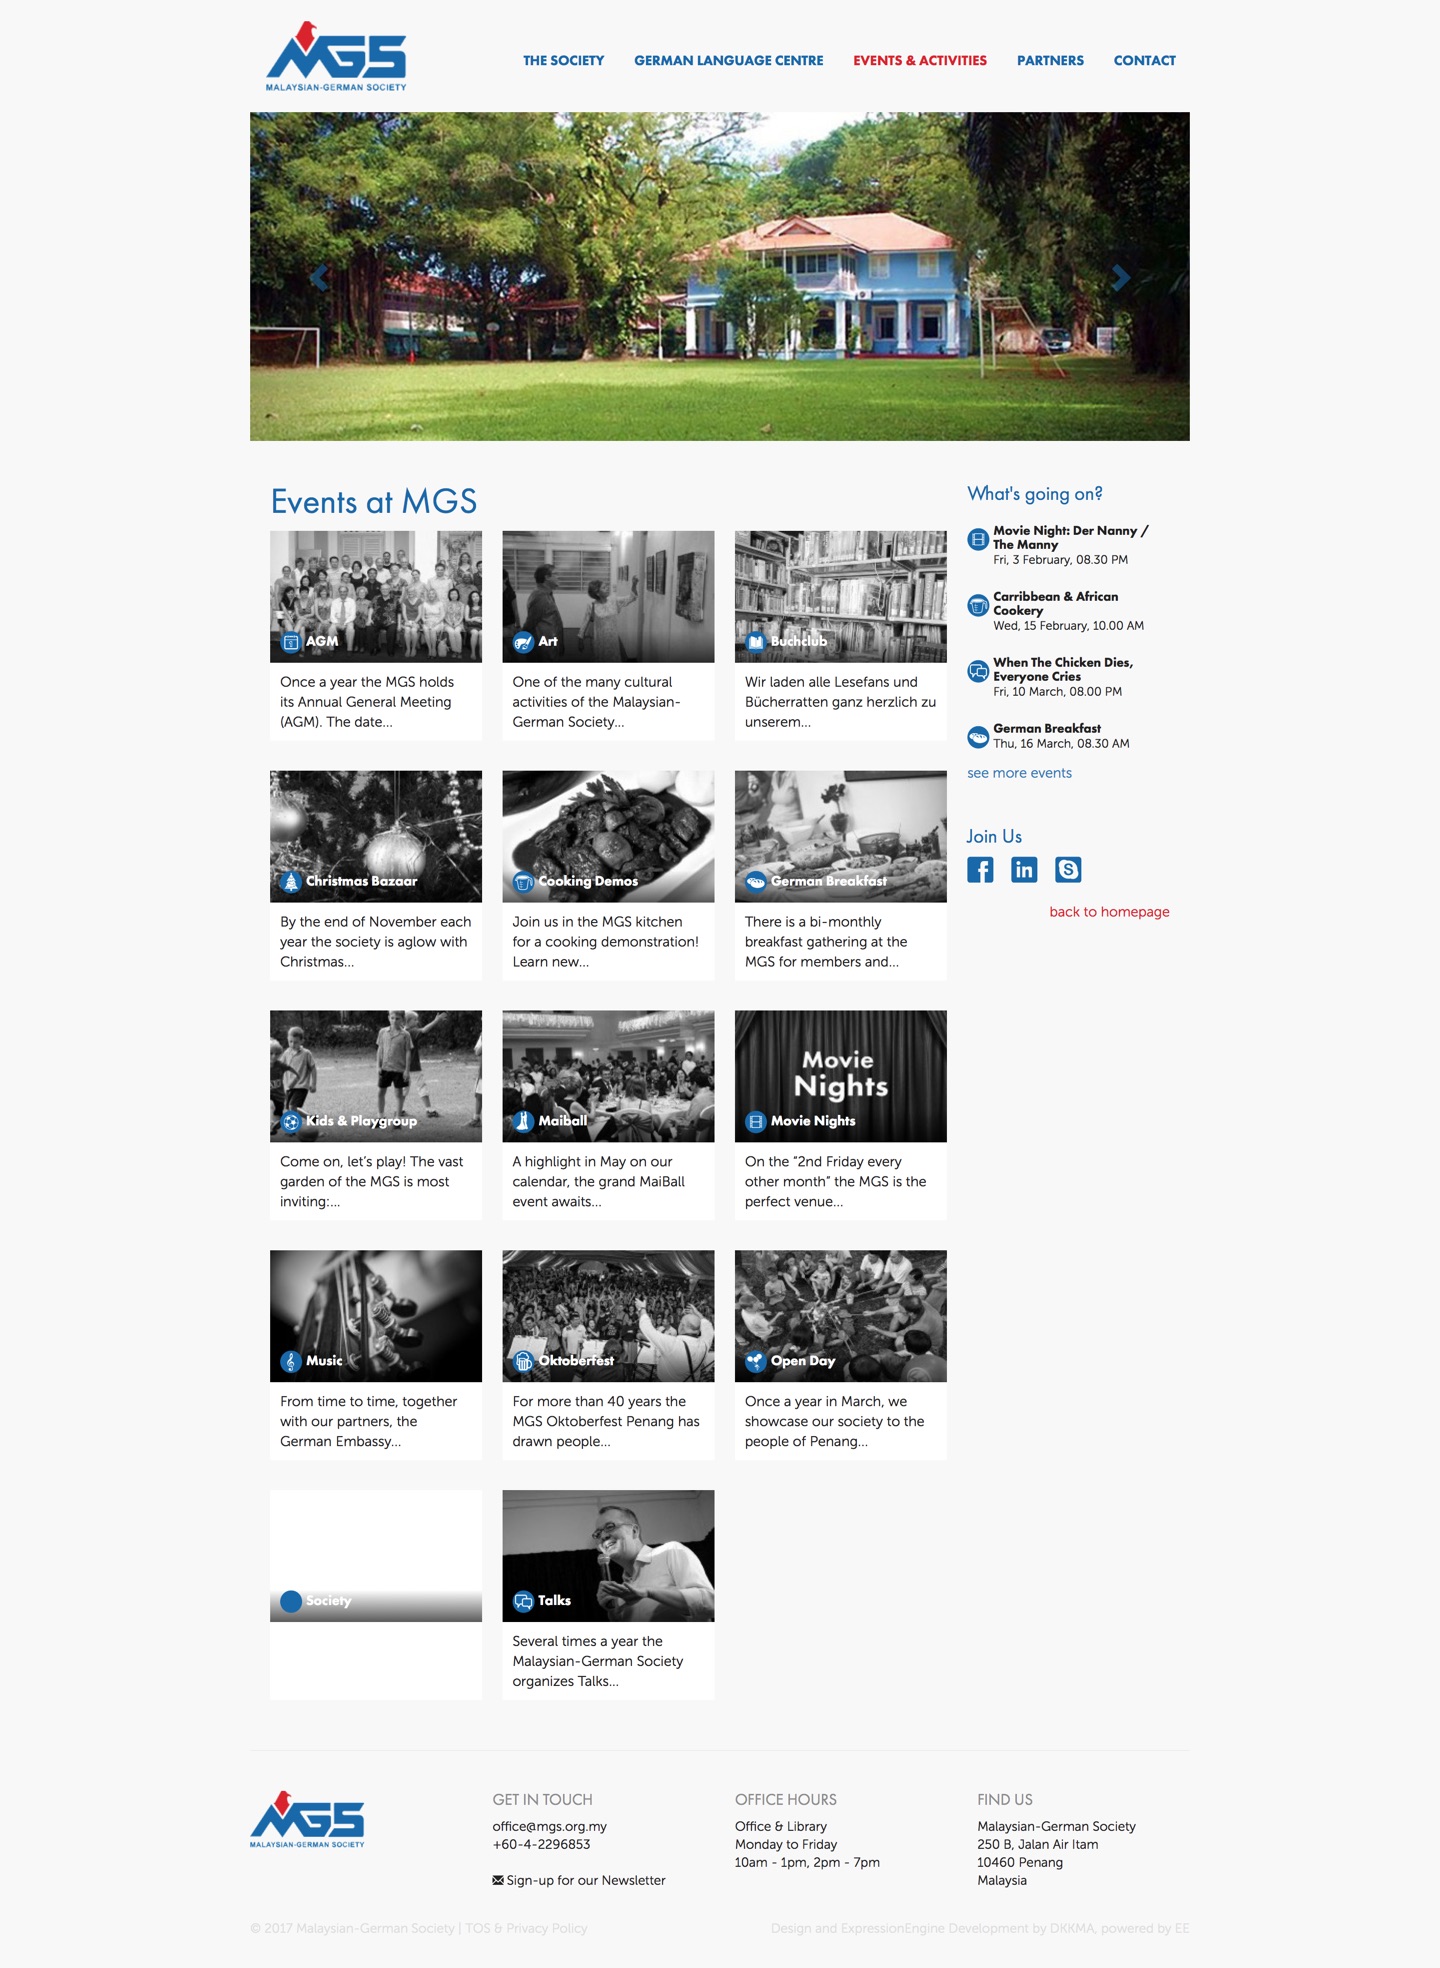 MGS
MALAYSIAN-GERMAN SOCIETY
THE SOCIETY
GERMAN LANGUAGE CENTRE
EVENTS & ACTIVITIES
PARTNERS
CONTACT
Events at MGS
AGM
Once a year the MGS holds
its Annual General Meeting
(AGM). The date...
Art
One of the many cultural
activities of the Malaysian-
German Society...
Buchclub
Wir laden alle Lesefans und
Bücherratten ganz herzlich zu
unserem...
Christmas Bazaar
By the end of November each
year the society is aglow with
Christmas...
Cooking Demos
Join us in the MGS kitchen
for a cooking demonstration!
Learn new...
German Breakfast
There is a bi-monthly
breakfast gathering at the
MGS for members and...
Kids & Playgroup
Come on, let’s play! The vast
garden of the MGS is most
inviting:...
Maiball
A highlight in May on our
calendar, the grand MaiBall
event awaits...
Movie
Nights
Movie Nights
On the “2nd Friday every
other month” the MGS is the
perfect venue...
Music
From time to time, together
with our partners, the
German Embassy...
Oktoberfest
For more than 40 years the
MGS Oktoberfest Penang has
drawn people...
Open Day
Once a year in March, we
showcase our society to the
people of Penang...
Society
Talks
Several times a year the
Malaysian-German Society
organizes Talks...
What's going on?
Movie Night: Der Nanny /
The Manny
Fri, 3 February, 08.30 PM
Carribbean & African
Cookery
Wed, 15 February, 10.00 AM
When The Chicken Dies,
Everyone Cries
Fri, 10 March, 08.00 PM
German Breakfast
Thu, 16 March, 08.30 AM
see more events
Join Us
back to homepage
MGS
MALAYSIAN-GERMAN SOCIETY
GET IN TOUCH
office@mgs.org.my
+60-4-2296853
Sign-up for our Newsletter
OFFICE HOURS
Office & Library
Monday to Friday
10am - 1pm, 2pm - 7pm
FIND US
Malaysian-German Society
250 B, Jalan Air Itam
10460 Penang
Malaysia
© 2017 Malaysian-German Society | TOS & Privacy Policy
Design and ExpressionEngine Development by DKKMA, powered by EE